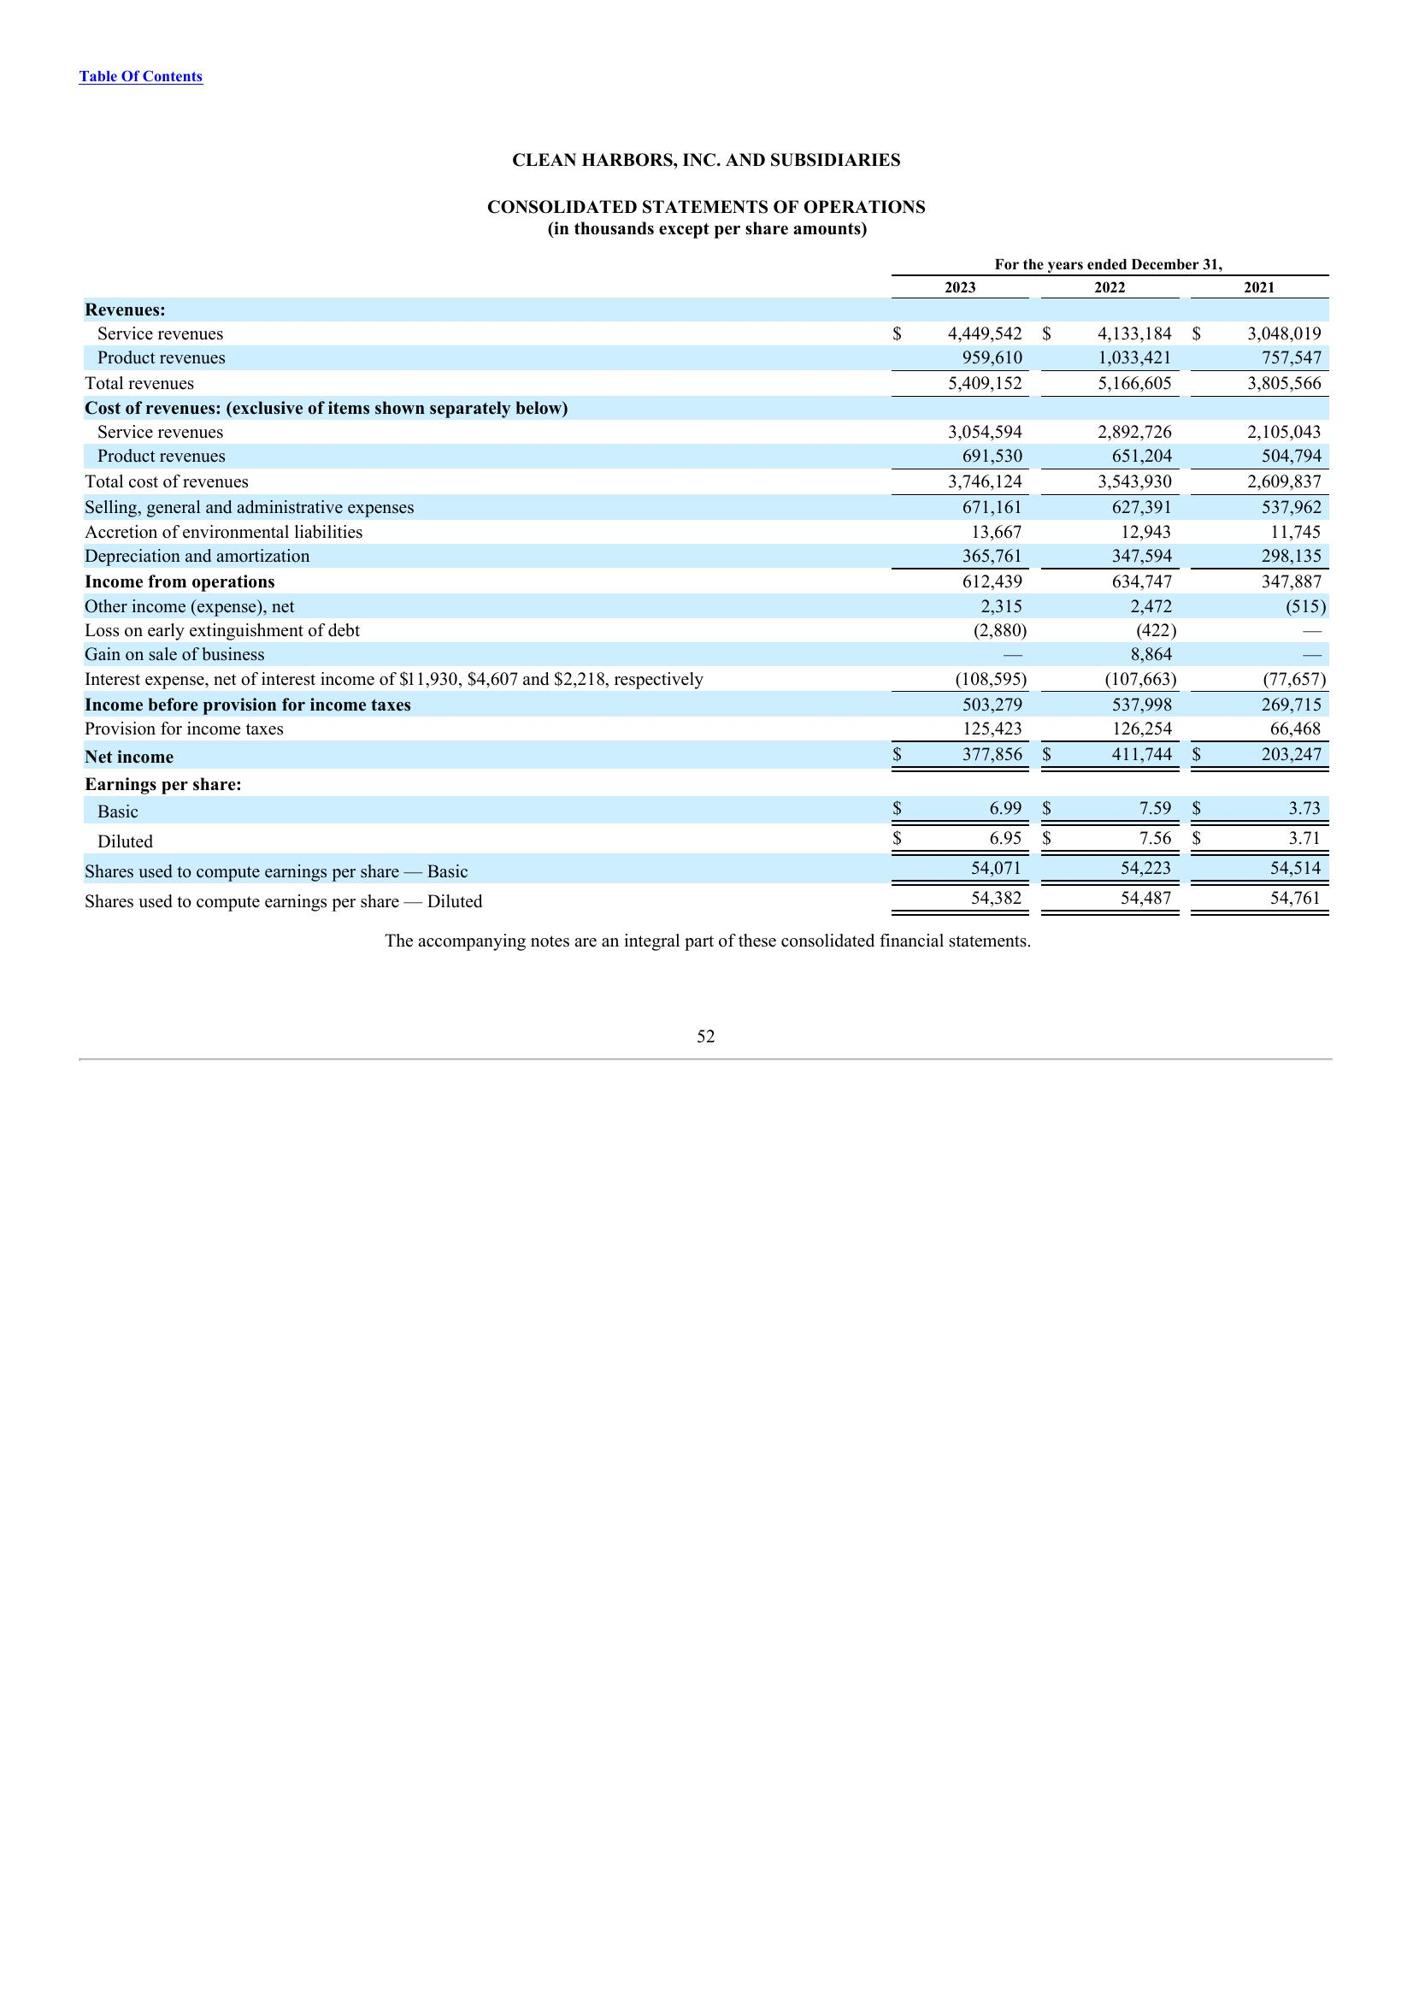 Table Of Contents
CLEAN HARBORS, INC. AND SUBSIDIARIES
CONSOLIDATED STATEMENTS OF OPERATIONS
(in thousands except per share amounts)
For the years ended December 31,
2023 2022 2021
Revenues:
Service revenues $ 4,449,542 $ 4,133,184 $ 3,048,019
Product revenues 959,610 1,033,421 757,547
Total revenues 5,409,152 5,166,605 3,805,566
Cost of revenues: (exclusive of items shown separately below)
Service revenues 3,054,594 2,892,726 2,105,043
Product revenues 691,530 651,204 504,794
Total cost of revenues 3,746,124 3,543,930 2,609,837
Selling, general and administrative expenses 671,161 627,391 537,962
Accretion of environmental liabilities 13,667 12,943 11,745
Depreciation and amortization 365,761 347,594 298,135
Income from operations 612,439 634,747 347,887
Other income (expense), net 2,315 2,472 (515)
Loss on early extinguishment of debt (2,880) (422) —
Gain on sale of business — 8,864 —
Interest expense, net of interest income of $11,930, $4,607 and $2,218, respectively (108,595) (107,663) (77,657)
Income before provision for income taxes 503,279 537,998 269,715
Provision for income taxes 125,423 126,254 66,468
Net income $ 377,856 $ 411,744 $ 203,247
Earnings per share:
Basic $ 6.99 $ 7.59 $ 3.73
Diluted $ 6.95 $ 7.56 $ 3.71
Shares used to compute earnings per share — Basic 54,071 54,223 54,514
Shares used to compute earnings per share — Diluted 54,382 54,487 54,761
The accompanying notes are an integral part of these consolidated financial statements.
52